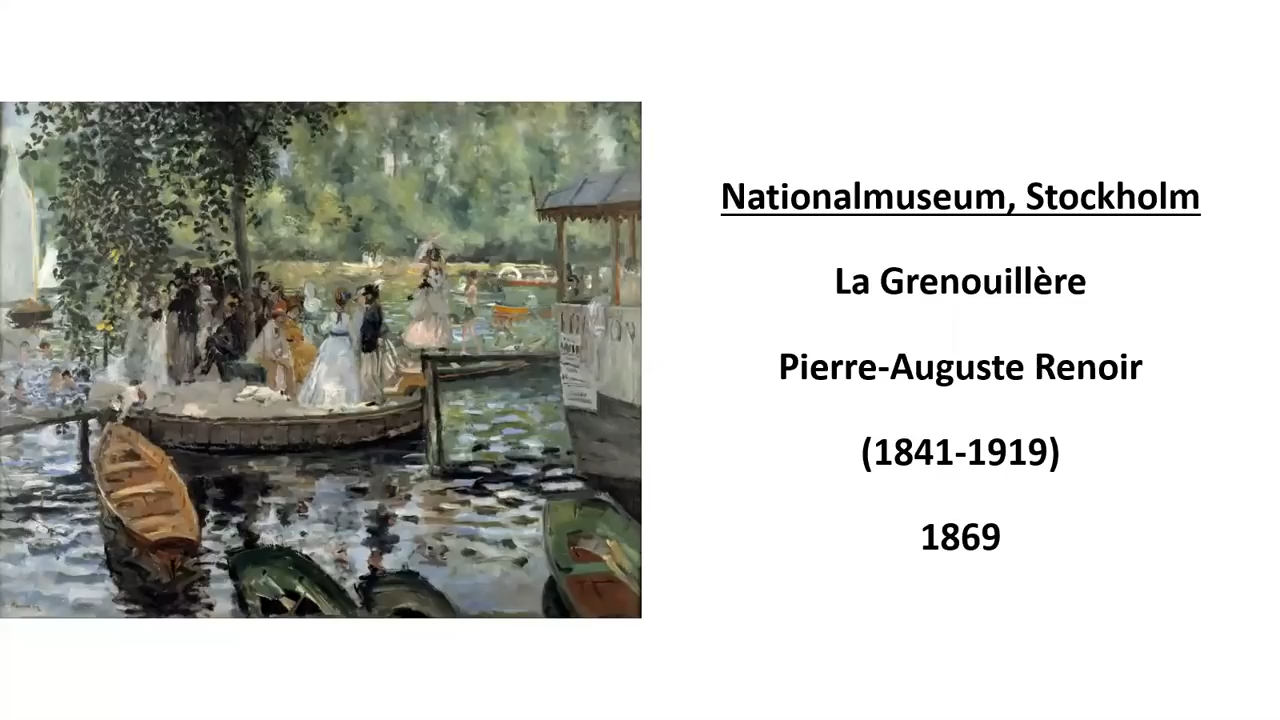 Nationalmuseum, Stockholm
La Grenouillère
Pierre-Auguste Renoir
(1841-1919)
1869